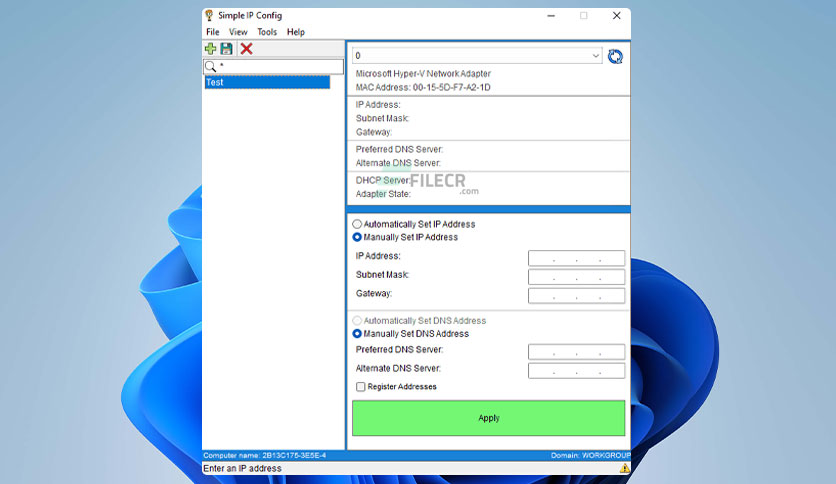 Simple IP Config
File View Tools Help
*
Test
0
Microsoft Hyper-V Network Adapter
MAC Address: 00-15-5D-F7-A2-1D
IP Address:
Subnet Mask:
Gateway:
Preferred DNS Server:
Alternate DNS Server:
DHCP Server:
Adapter State:
FILECR
.com
Automatically Set IP Address
Manually Set IP Address
IP Address: . . .
Subnet Mask: . . .
Gateway: . . .
Automatically Set DNS Address
Manually Set DNS Address
Preferred DNS Server: . . .
Alternate DNS Server: . . .
Register Addresses
Apply
Computer name: 2B13C175-3E5E-4 Domain: WORKGROUP
Enter an IP address